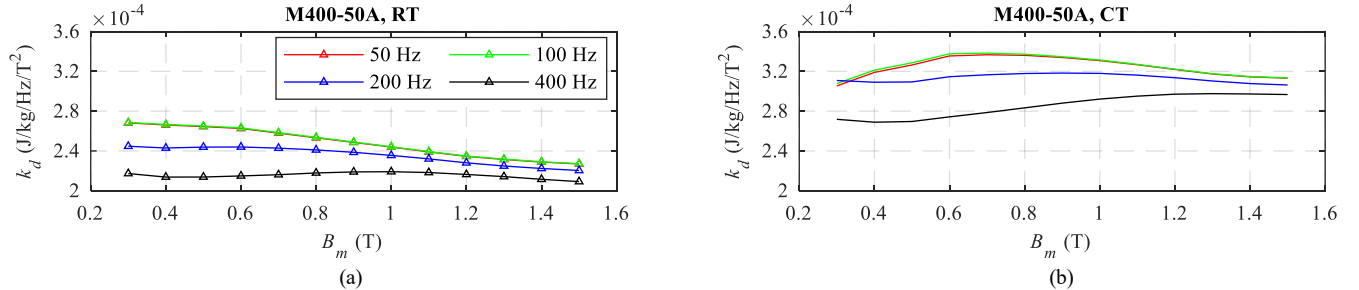 M400-50A, RT
×10⁻⁴
3.6
3.2
2.8
2.4
2
k_d (J/kg/Hz/T²)
50 Hz
100 Hz
200 Hz
400 Hz
0.2 0.4 0.6 0.8 1 1.2 1.4 1.6
B_m (T)
(a)
M400-50A, CT
×10⁻⁴
3.6
3.2
2.8
2.4
2
k_d (J/kg/Hz/T²)
0.2 0.4 0.6 0.8 1 1.2 1.4 1.6
B_m (T)
(b)